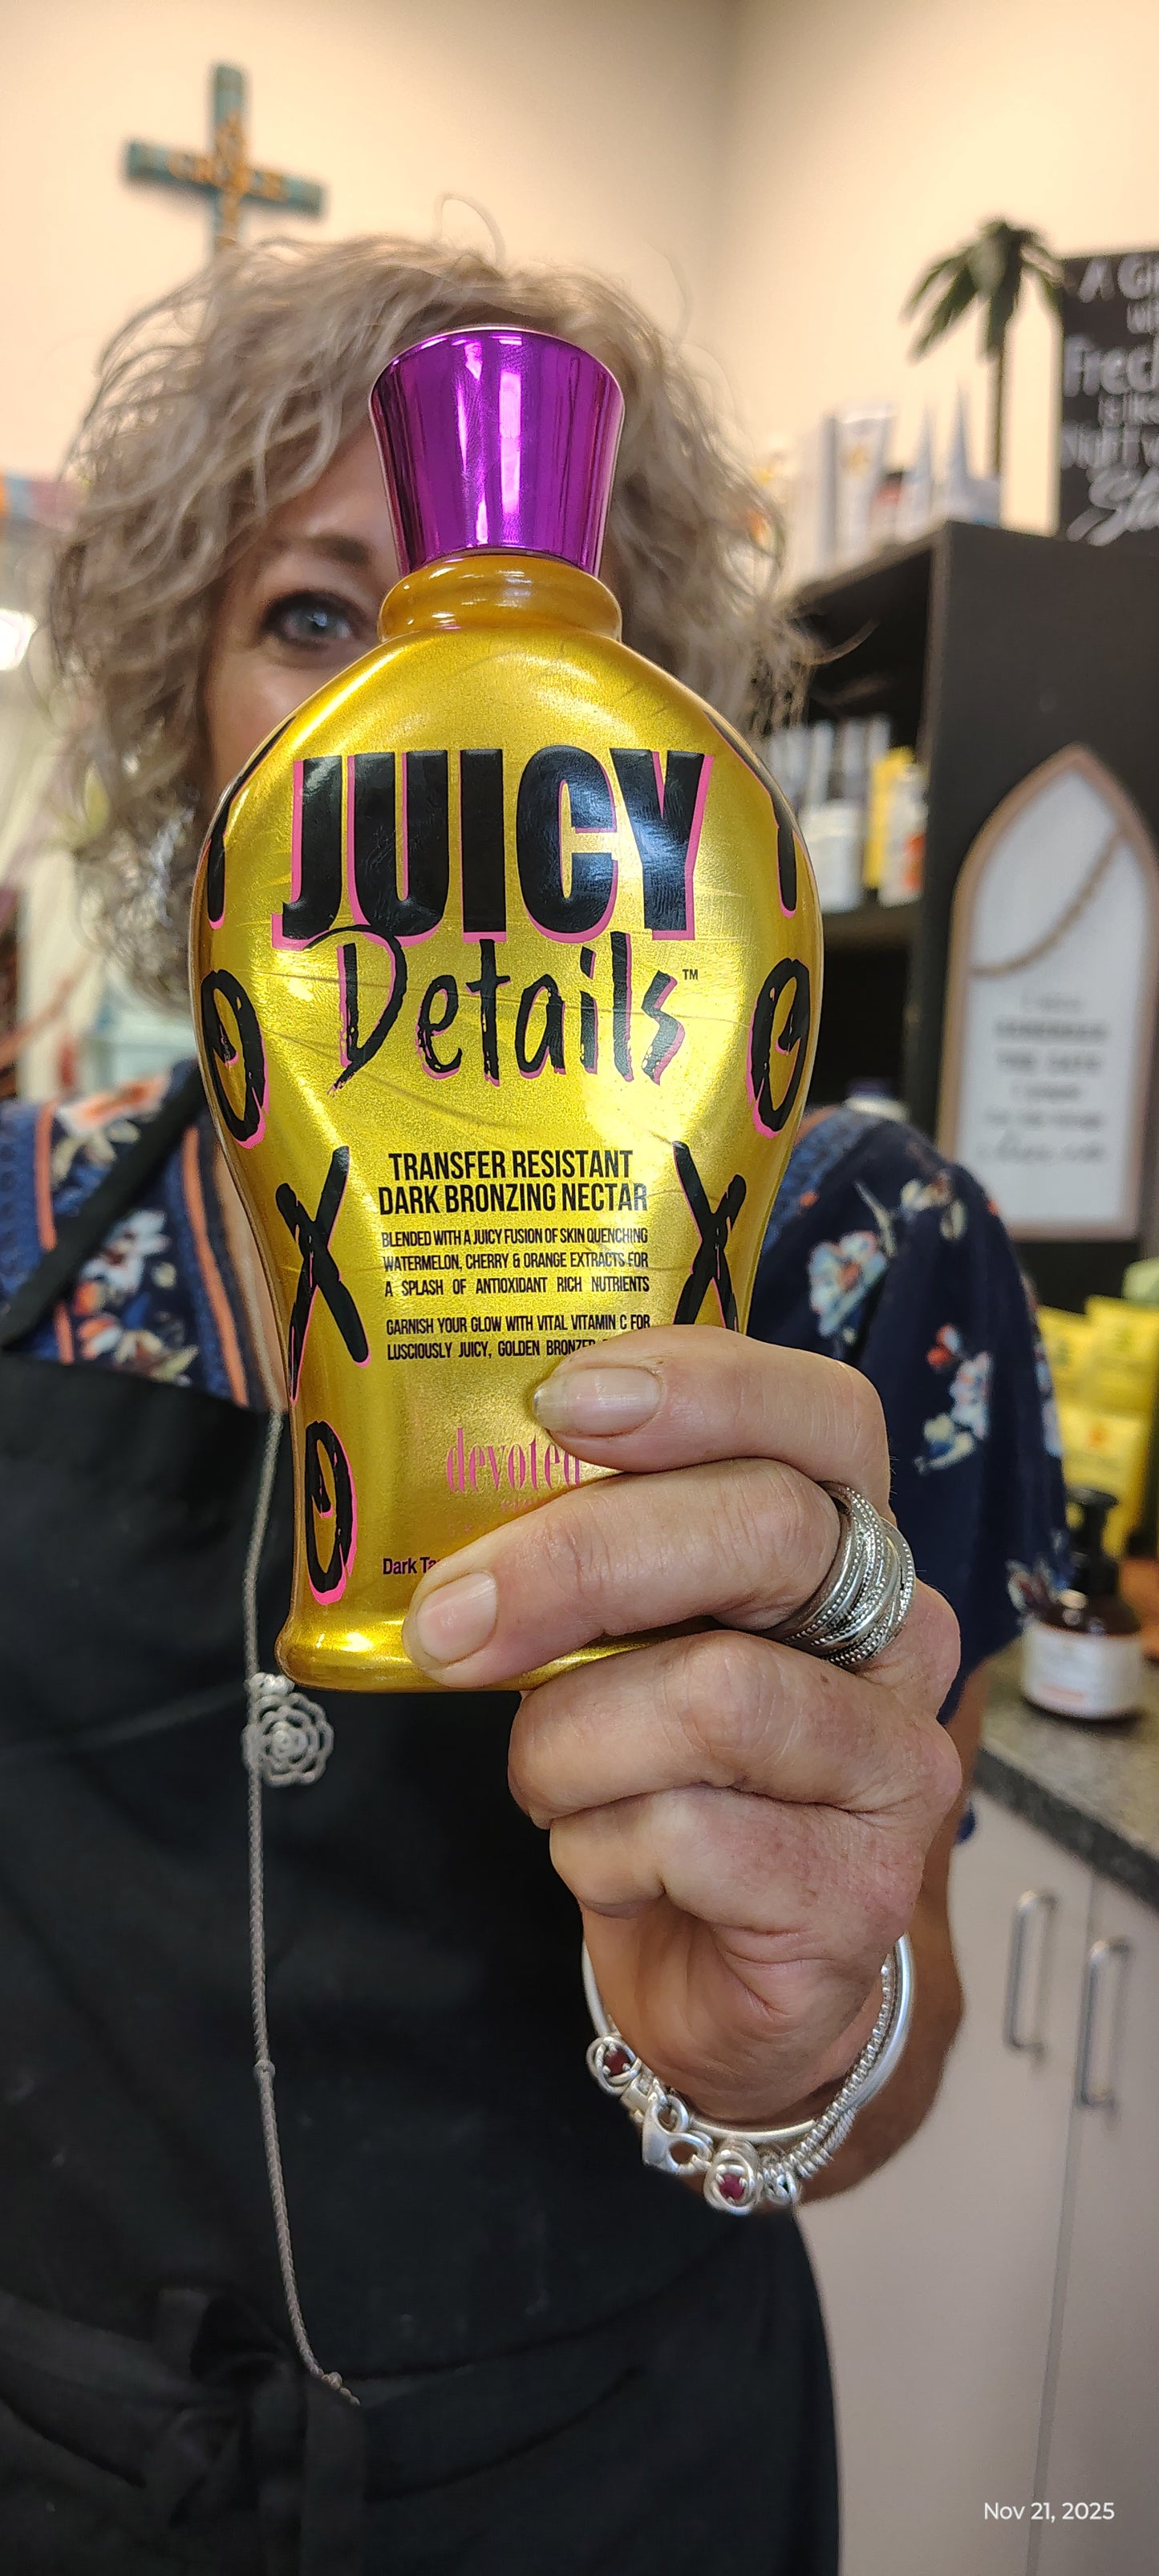 JUICY
Details™
TRANSFER RESISTANT
DARK BRONZING NECTAR
BLENDED WITH A JUICY FUSION OF SKIN QUENCHING
WATERMELON, CHERRY & ORANGE EXTRACTS FOR
A SPLASH OF ANTIOXIDANT RICH NUTRIENTS
GARNISH YOUR GLOW WITH VITAL VITAMIN C FOR
LUSCIOUSLY JUICY, GOLDEN
devoted
Dark
A
Nov 21, 2025